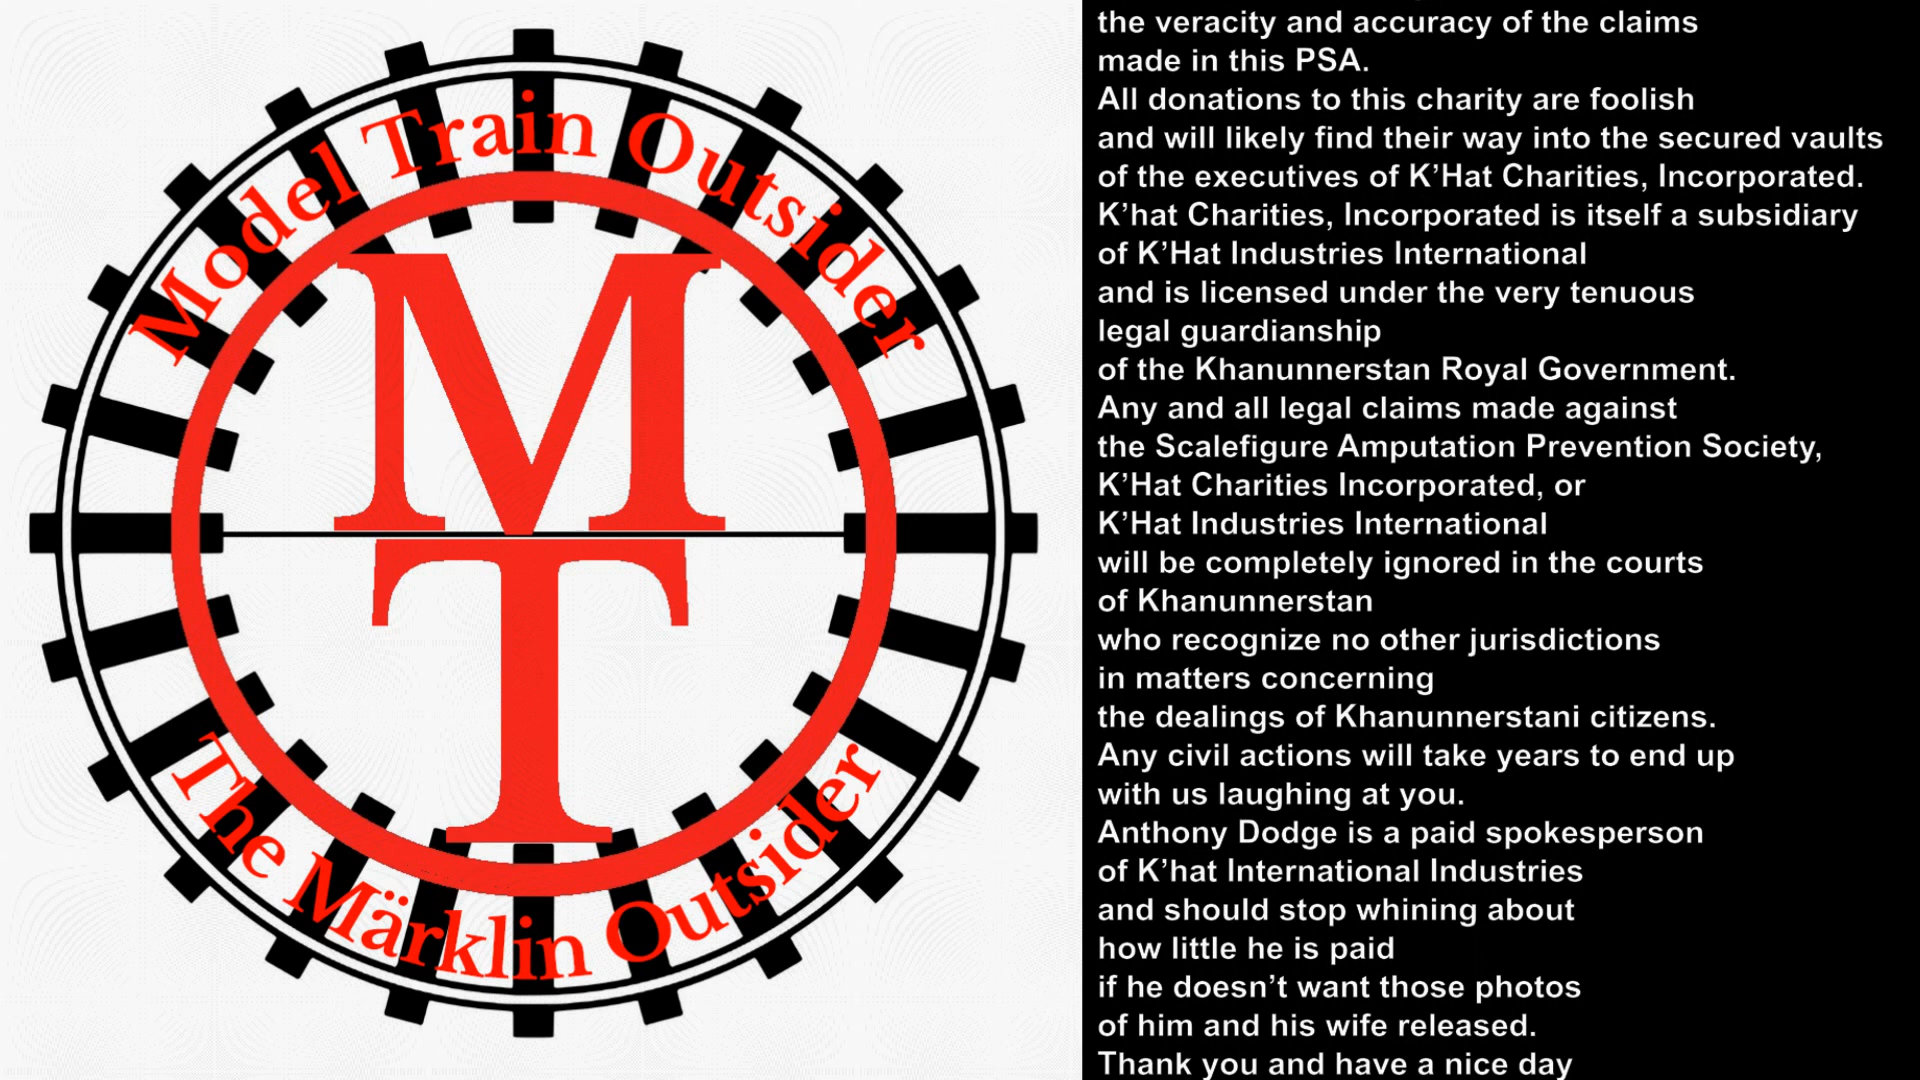 Model Train Outsider
M
T
The Märklin Outsider
the veracity and accuracy of the claims
made in this PSA.
All donations to this charity are foolish
and will likely find their way into the secured vaults
of the executives of K’Hat Charities, Incorporated.
K’hat Charities, Incorporated is itself a subsidiary
of K’Hat Industries International
and is licensed under the very tenuous
legal guardianship
of the Khanunnerstan Royal Government.
Any and all legal claims made against
the Scalefigure Amputation Prevention Society,
K’Hat Charities Incorporated, or
K’Hat Industries International
will be completely ignored in the courts
of Khanunnerstan
who recognize no other jurisdictions
in matters concerning
the dealings of Khanunnerstani citizens.
Any civil actions will take years to end up
with us laughing at you.
Anthony Dodge is a paid spokesperson
of K’hat International Industries
and should stop whining about
how little he is paid
if he doesn’t want those photos
of him and his wife released.
Thank you and have a nice day